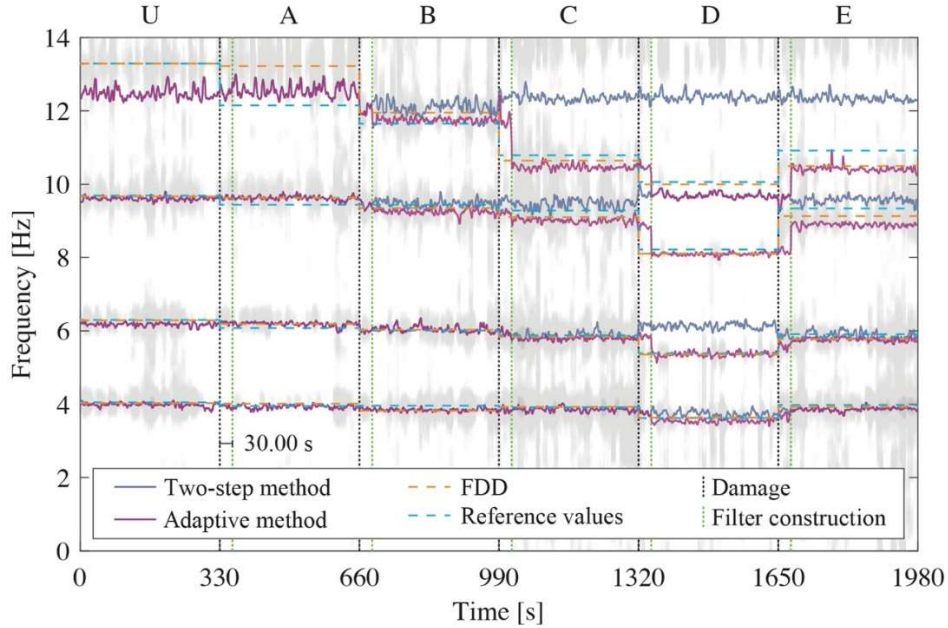 U A B C D E
14
12
10
8
6
4
2
0
Frequency [Hz]
30.00 s
Two-step method
Adaptive method
FDD
Reference values
Damage
Filter construction
0 330 660 990 1320 1650 1980
Time [s]